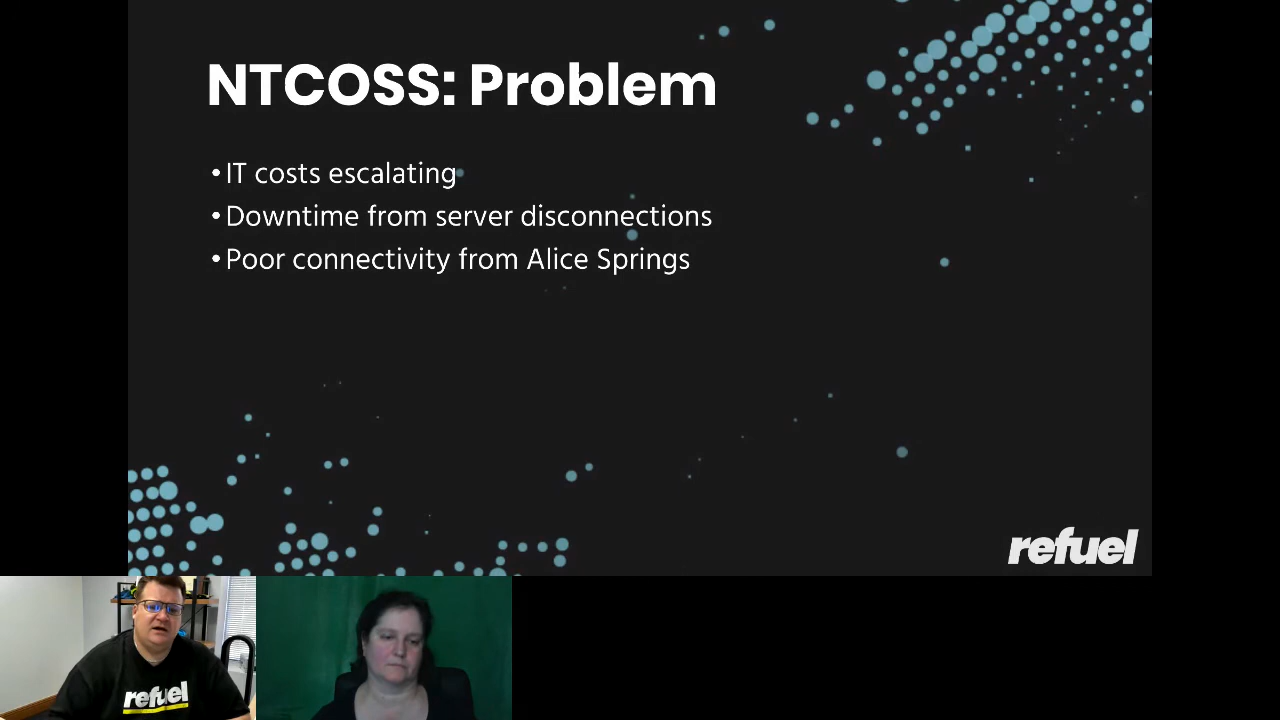 NTCOSS: Problem
•IT costs escalating
•Downtime from server disconnections
•Poor connectivity from Alice Springs
refuel
refuel